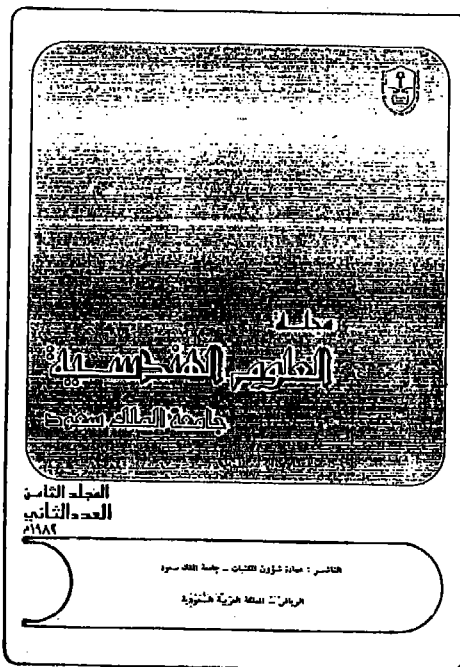 مجلة
العلوم الهندسية
جامعة الملك سعود
المجلد الثامن
العدد الثاني
١٩٨٢م
الناشر : عمادة شؤون المكتبات - جامعة الملك سعود
الرياض - المملكة العربية السعودية